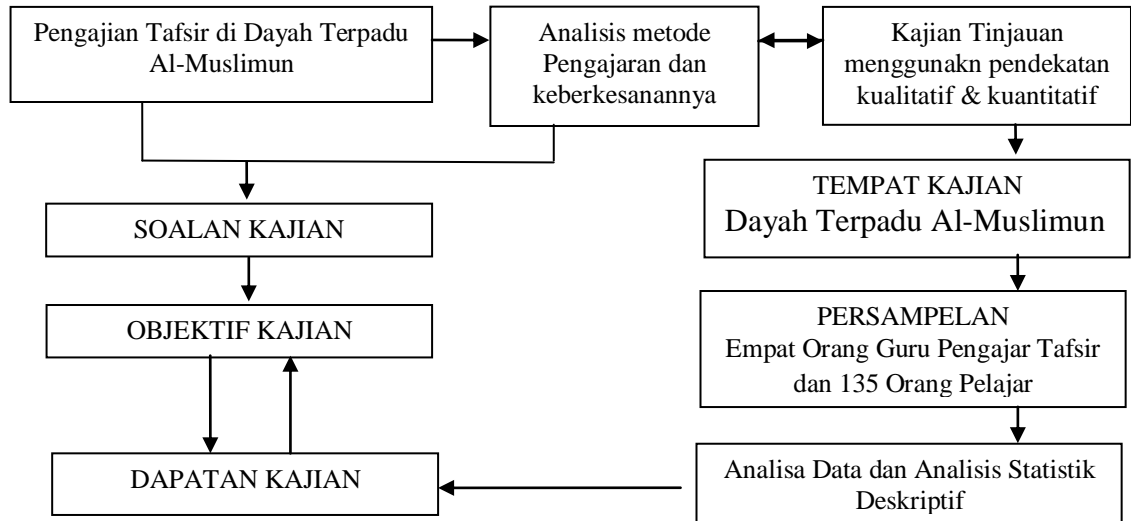 Pengajian Tafsir di Dayah Terpadu
Al-Muslimun
Analisis metode
Pengajaran dan
keberkesanannya
Kajian Tinjauan
menggunakn pendekatan
kualitatif & kuantitatif
SOALAN KAJIAN
TEMPAT KAJIAN
Dayah Terpadu Al-Muslimun
OBJEKTIF KAJIAN
PERSAMPELAN
Empat Orang Guru Pengajar Tafsir
dan 135 Orang Pelajar
DAPATAN KAJIAN
Analisa Data dan Analisis Statistik
Deskriptif